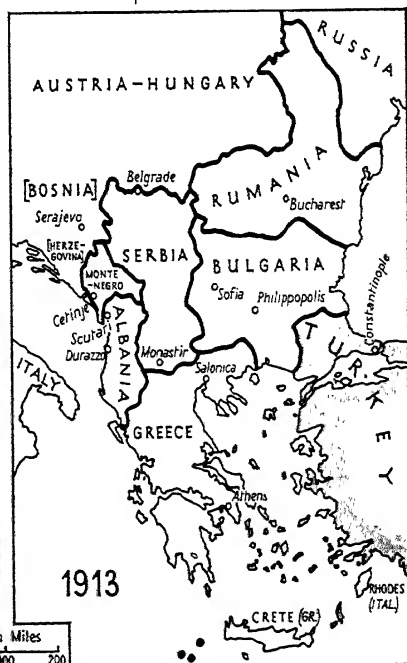 RUSSIA
AUSTRIA-HUNGARY
RUMANIA
[BOSNIA]
Belgrade
Bucharest
Serajevo
[HERZE-
GOVINA]
SERBIA
BULGARIA
MONTE
-NEGRO
Sofia
Philippopolis
Constantinople
Cetinje
Scutari
Durazzo
ALBANIA
Monastir
Salonica
TURKEY
ITALY
GREECE
Athens
1913
RHODES
(ITAL.)
CRETE (GR.)
Miles
200